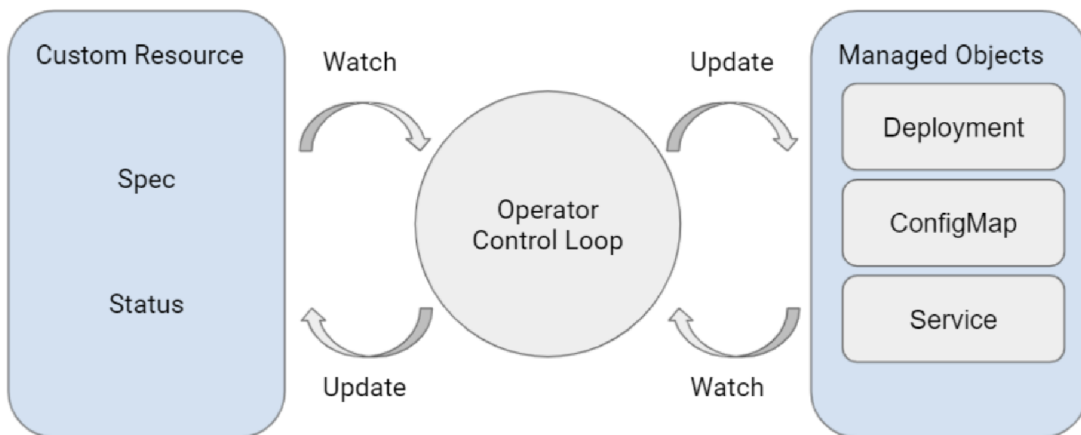 Custom Resource
Spec
Status
Watch
Update
Operator
Control Loop
Update
Watch
Managed Objects
Deployment
ConfigMap
Service